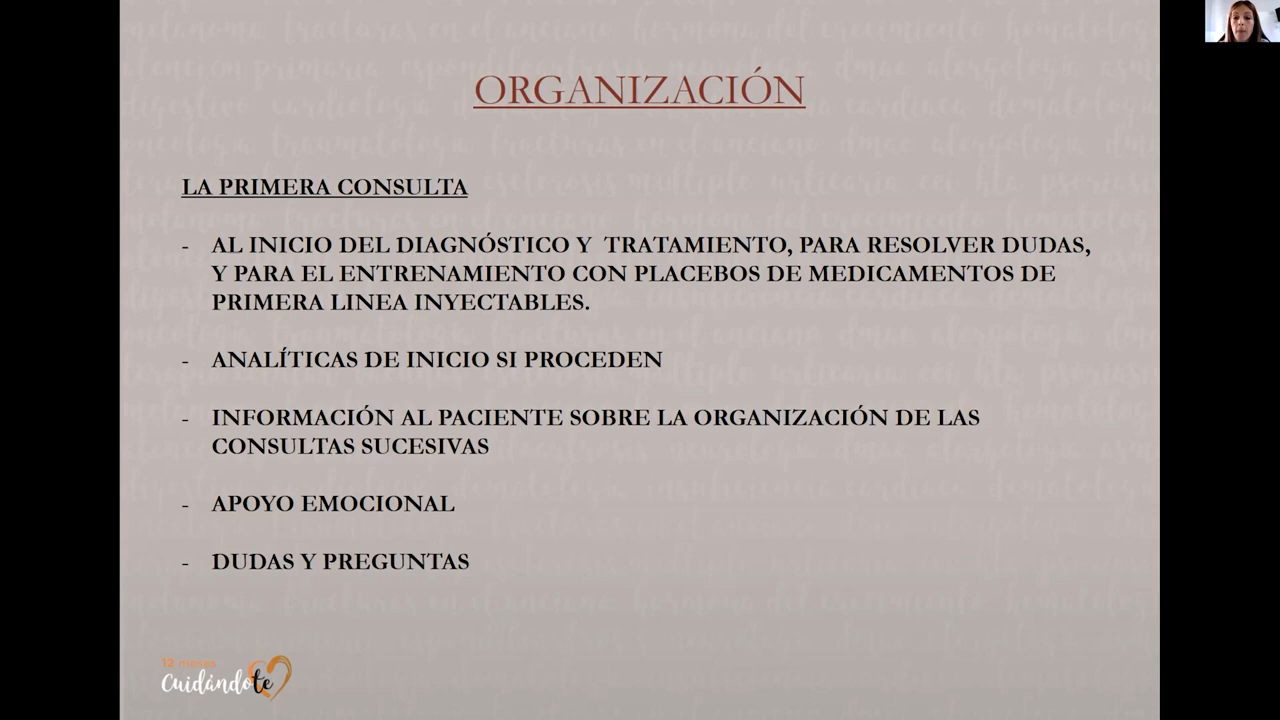 ORGANIZACIÓN
LA PRIMERA CONSULTA
- AL INICIO DEL DIAGNÓSTICO Y TRATAMIENTO, PARA RESOLVER DUDAS,
Y PARA EL ENTRENAMIENTO CON PLACEBOS DE MEDICAMENTOS DE
PRIMERA LINEA INYECTABLES.
- ANALÍTICAS DE INICIO SI PROCEDEN
- INFORMACIÓN AL PACIENTE SOBRE LA ORGANIZACIÓN DE LAS
CONSULTAS SUCESIVAS
- APOYO EMOCIONAL
- DUDAS Y PREGUNTAS
12 meses
Cuidándote